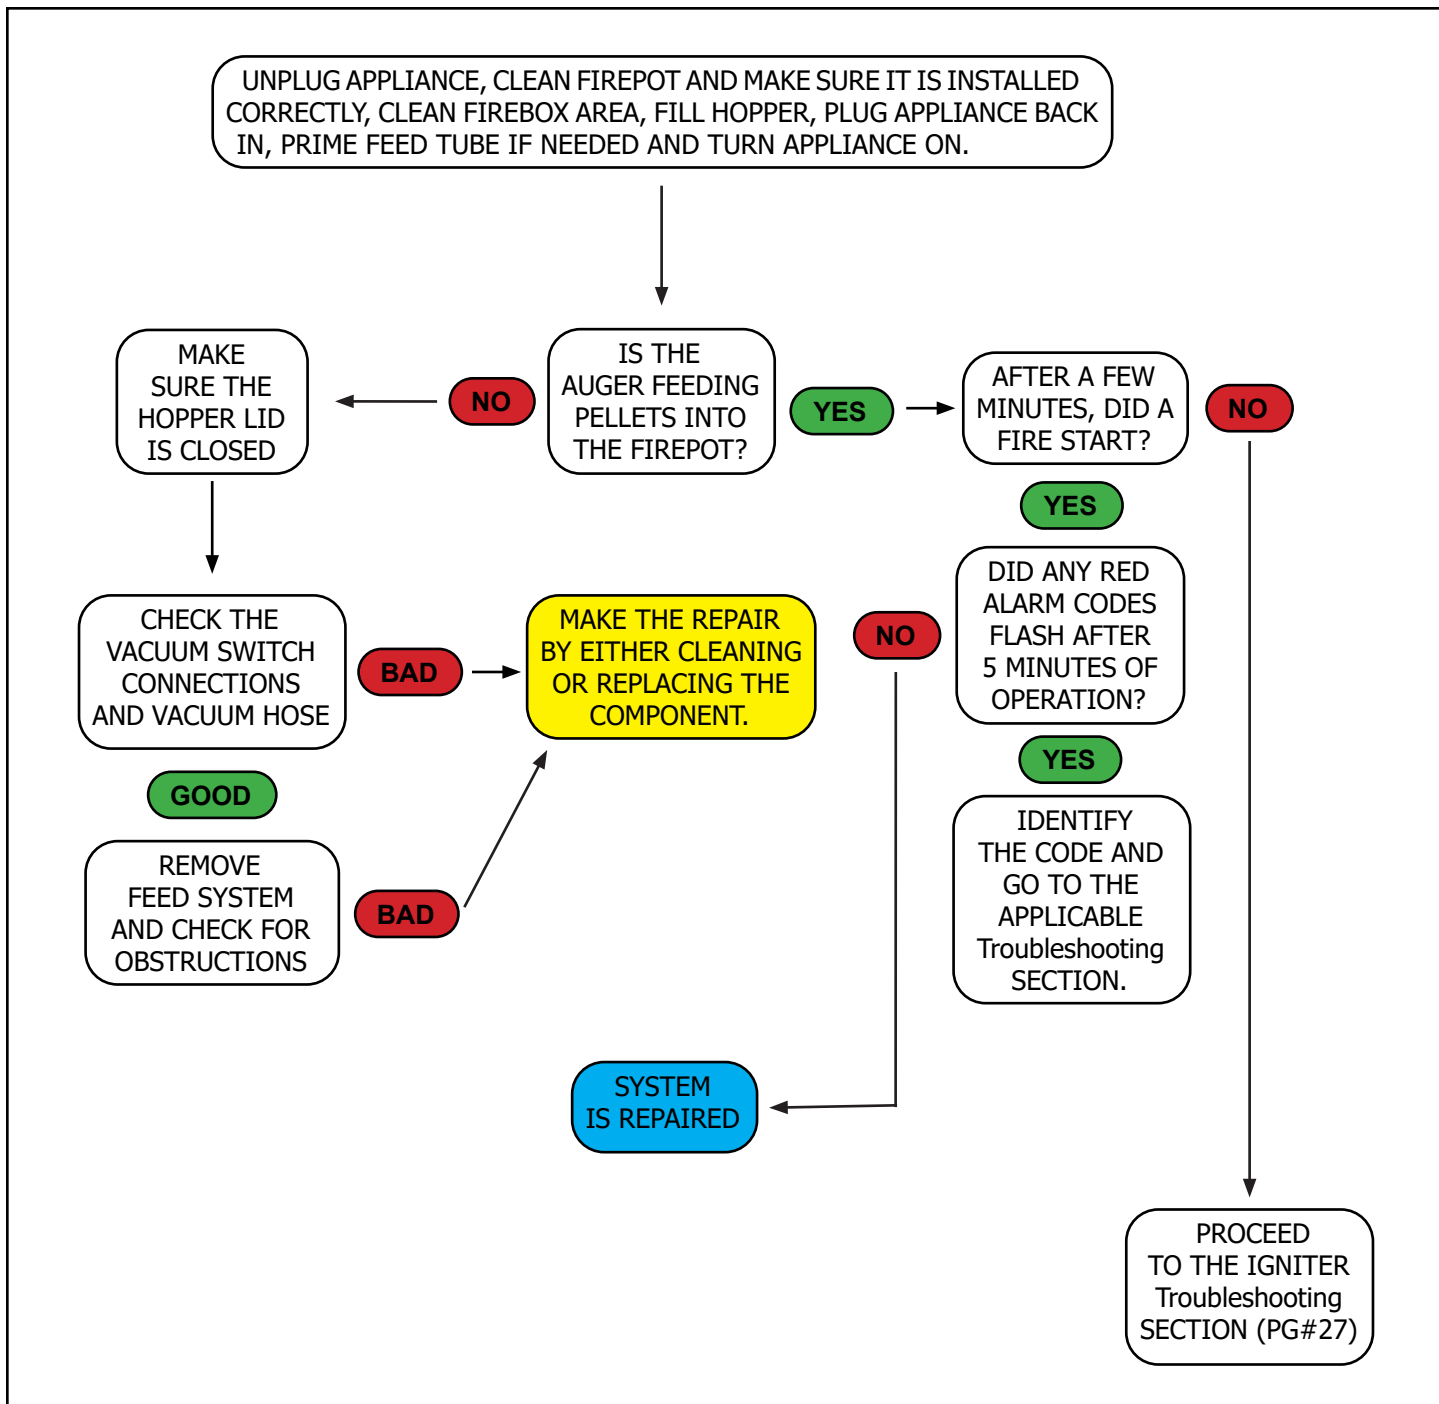 UNPLUG APPLIANCE, CLEAN FIREPOT AND MAKE SURE IT IS INSTALLED
CORRECTLY, CLEAN FIREBOX AREA, FILL HOPPER, PLUG APPLIANCE BACK
IN, PRIME FEED TUBE IF NEEDED AND TURN APPLIANCE ON.
MAKE
SURE THE
HOPPER LID
IS CLOSED
NO
IS THE
AUGER FEEDING
PELLETS INTO
THE FIREPOT?
YES
AFTER A FEW
MINUTES, DID A
FIRE START?
NO
YES
CHECK THE
VACUUM SWITCH
CONNECTIONS
AND VACUUM HOSE
BAD
MAKE THE REPAIR
BY EITHER CLEANING
OR REPLACING THE
COMPONENT.
NO
DID ANY RED
ALARM CODES
FLASH AFTER
5 MINUTES OF
OPERATION?
YES
GOOD
REMOVE
FEED SYSTEM
AND CHECK FOR
OBSTRUCTIONS
BAD
IDENTIFY
THE CODE AND
GO TO THE
APPLICABLE
Troubleshooting
SECTION.
SYSTEM
IS REPAIRED
PROCEED
TO THE IGNITER
Troubleshooting
SECTION (PG#27)